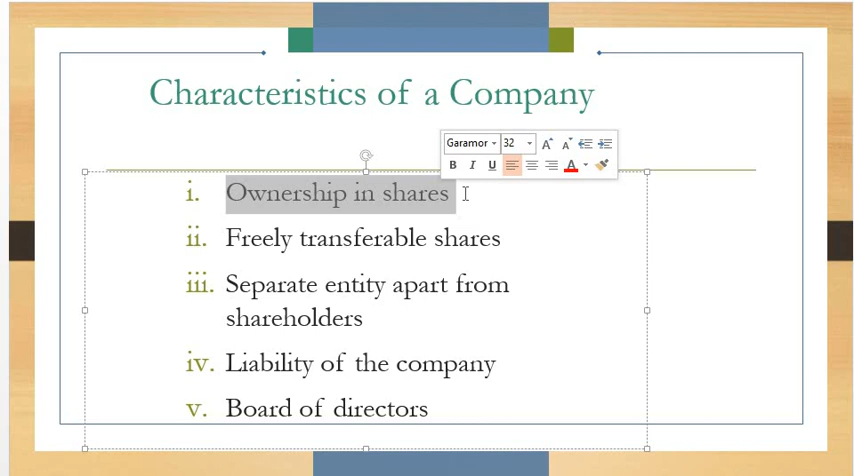 Characteristics of a Company
Garamor 32
B I U A
i. Ownership in shares
ii. Freely transferable shares
iii. Separate entity apart from
shareholders
iv. Liability of the company
v. Board of directors